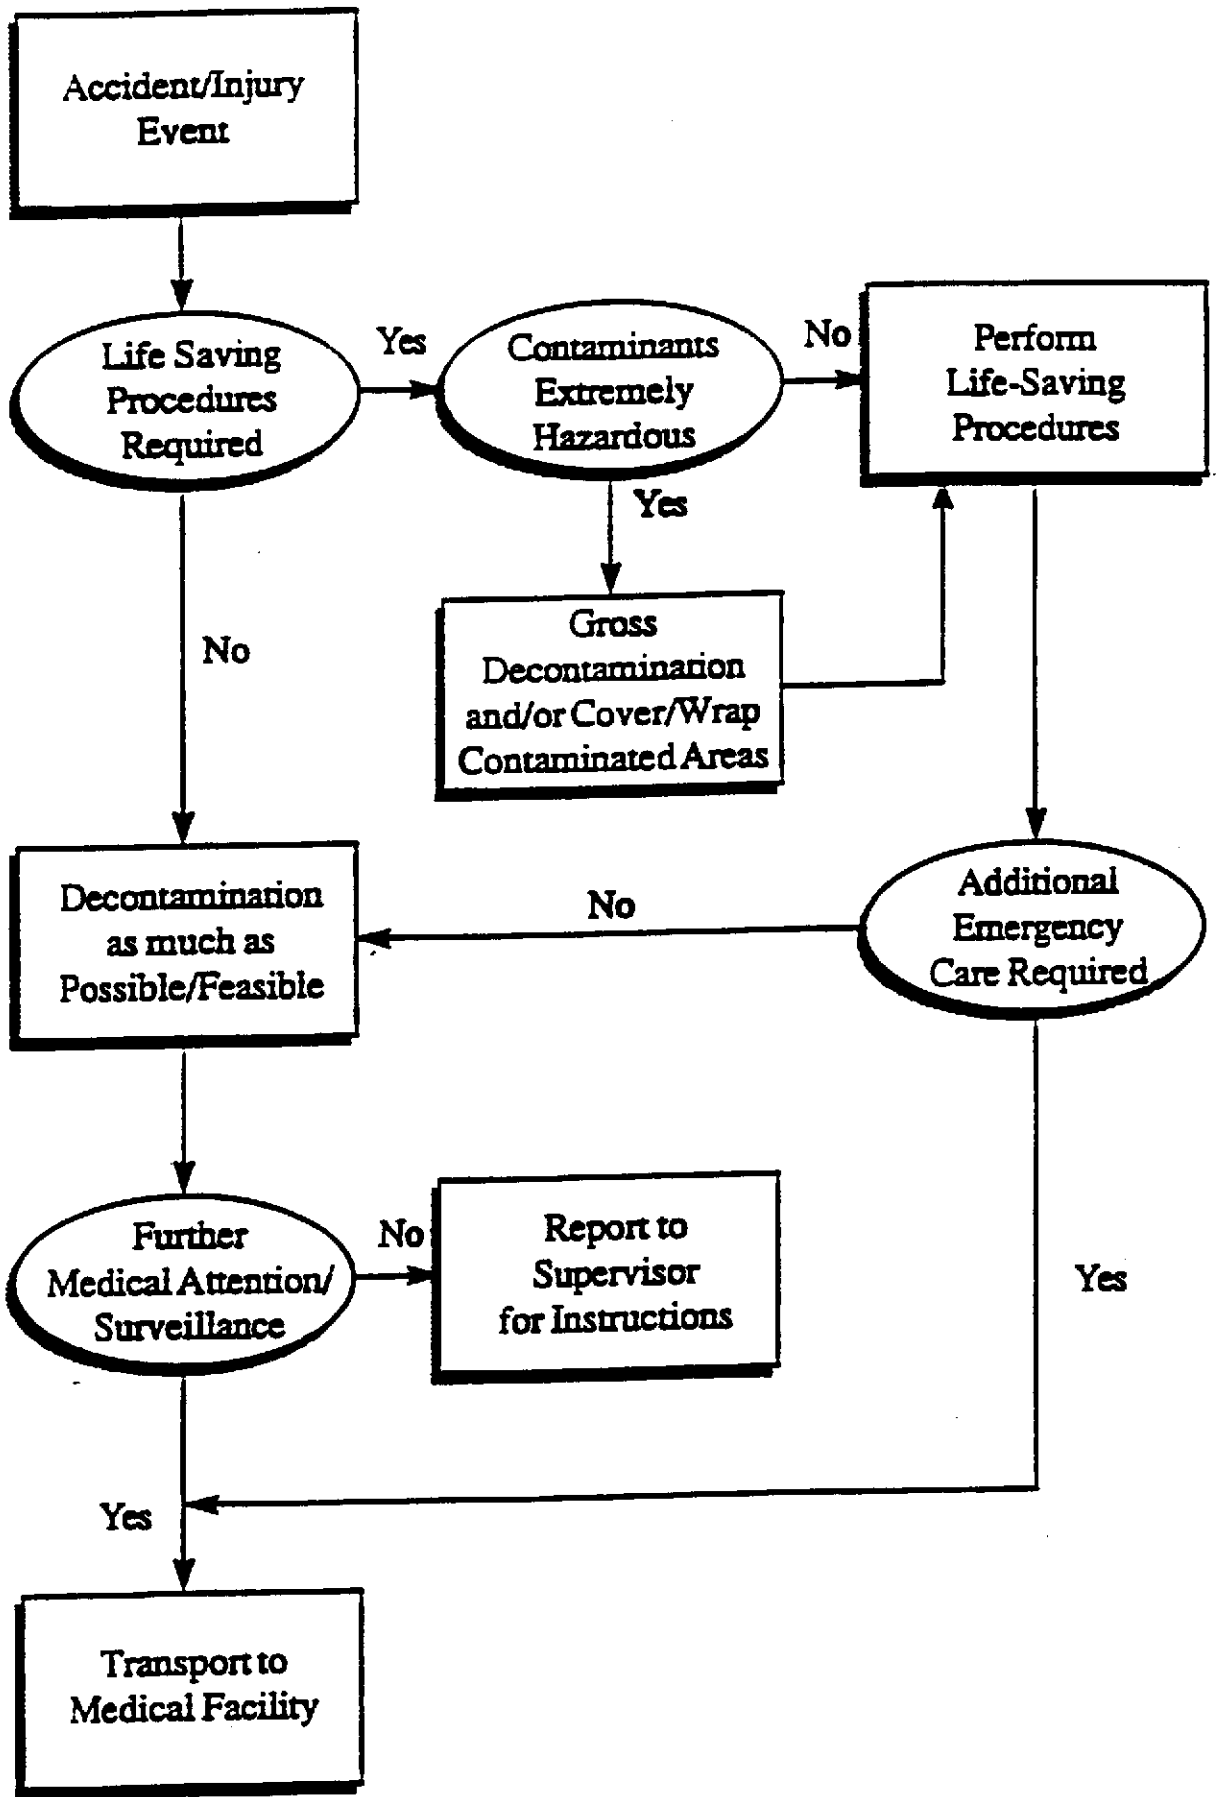 Accident/Injury
Event
Life Saving
Procedures
Required
Yes
Contaminants
Extremely
Hazardous
No
Perform
Life-Saving
Procedures
Yes
Gross
Decontamination
and/or Cover/Wrap
Contaminated Areas
No
Decontamination
as much as
Possible/Feasible
No
Additional
Emergency
Care Required
Further
Medical Attention/
Surveillance
No
Report to
Supervisor
for Instructions
Yes
Yes
Transport to
Medical Facility